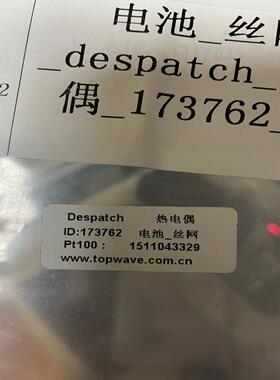 电池_丝网
_despatch_
2
偶_173762_
Despatch 热电偶
ID:173762 电池_丝网
Pt100 : 1511043329
www.topwave.com.cn